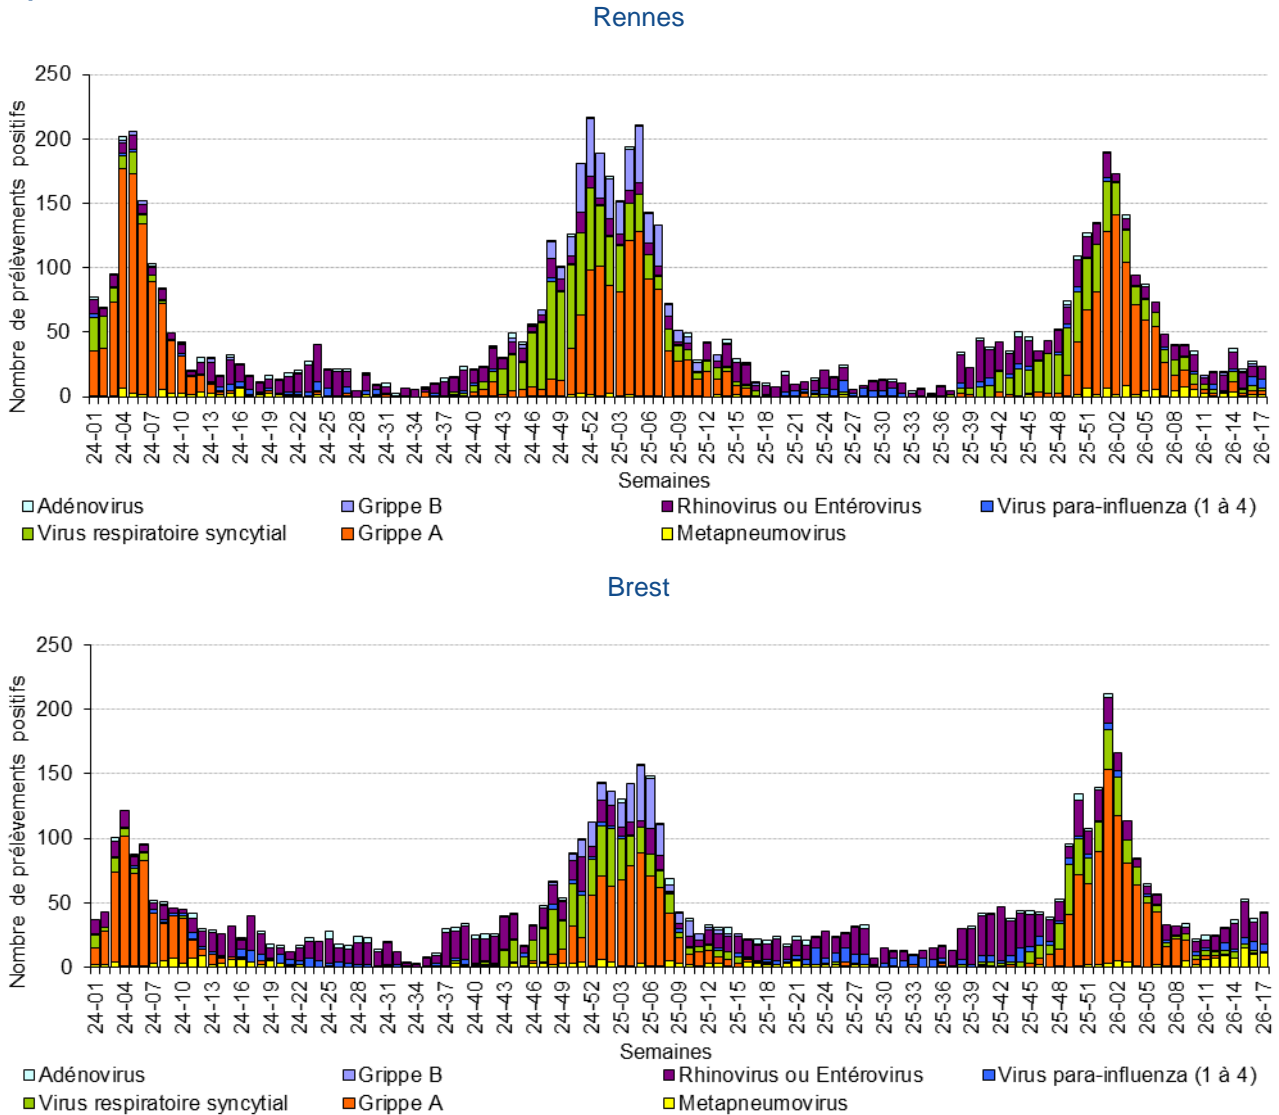 Rennes
250
200
150
100
50
0
Nombre de prélèvements positifs
24-01 24-04 24-07 24-10 24-13 24-16 24-19 24-22 24-25 24-28 24-31 24-34 24-37 24-40 24-43 24-46 24-49 24-52 25-03 25-06 25-09 25-12 25-15 25-18 25-21 25-24 25-27 25-30 25-33 25-36 25-39 25-42 25-45 25-48 25-51 26-02 26-05 26-08 26-11 26-14 26-17
Semaines
Adénovirus Grippe B Rhinovirus ou Entérovirus Virus para-influenza (1 à 4)
Virus respiratoire syncytial Grippe A Metapneumovirus
Brest
250
200
150
100
50
0
Nombre de prélèvements positifs
24-01 24-04 24-07 24-10 24-13 24-16 24-19 24-22 24-25 24-28 24-31 24-34 24-37 24-40 24-43 24-46 24-49 24-52 25-03 25-06 25-09 25-12 25-15 25-18 25-21 25-24 25-27 25-30 25-33 25-36 25-39 25-42 25-45 25-48 25-51 26-02 26-05 26-08 26-11 26-14 26-17
Semaines
Adénovirus Grippe B Rhinovirus ou Entérovirus Virus para-influenza (1 à 4)
Virus respiratoire syncytial Grippe A Metapneumovirus